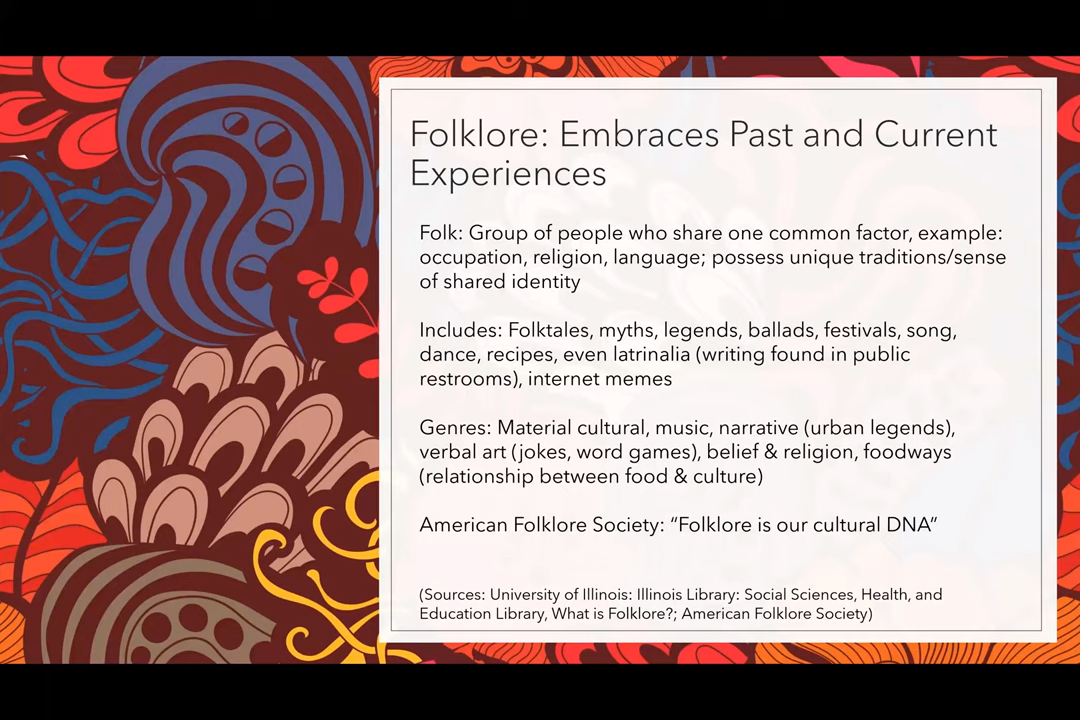 Folklore: Embraces Past and Current
Experiences
Folk: Group of people who share one common factor, example:
occupation, religion, language; possess unique traditions/sense
of shared identity
Includes: Folktales, myths, legends, ballads, festivals, song,
dance, recipes, even latrinalia (writing found in public
restrooms), internet memes
Genres: Material cultural, music, narrative (urban legends),
verbal art (jokes, word games), belief & religion, foodways
(relationship between food & culture)
American Folklore Society: “Folklore is our cultural DNA”
(Sources: University of Illinois: Illinois Library: Social Sciences, Health, and
Education Library, What is Folklore?; American Folklore Society)